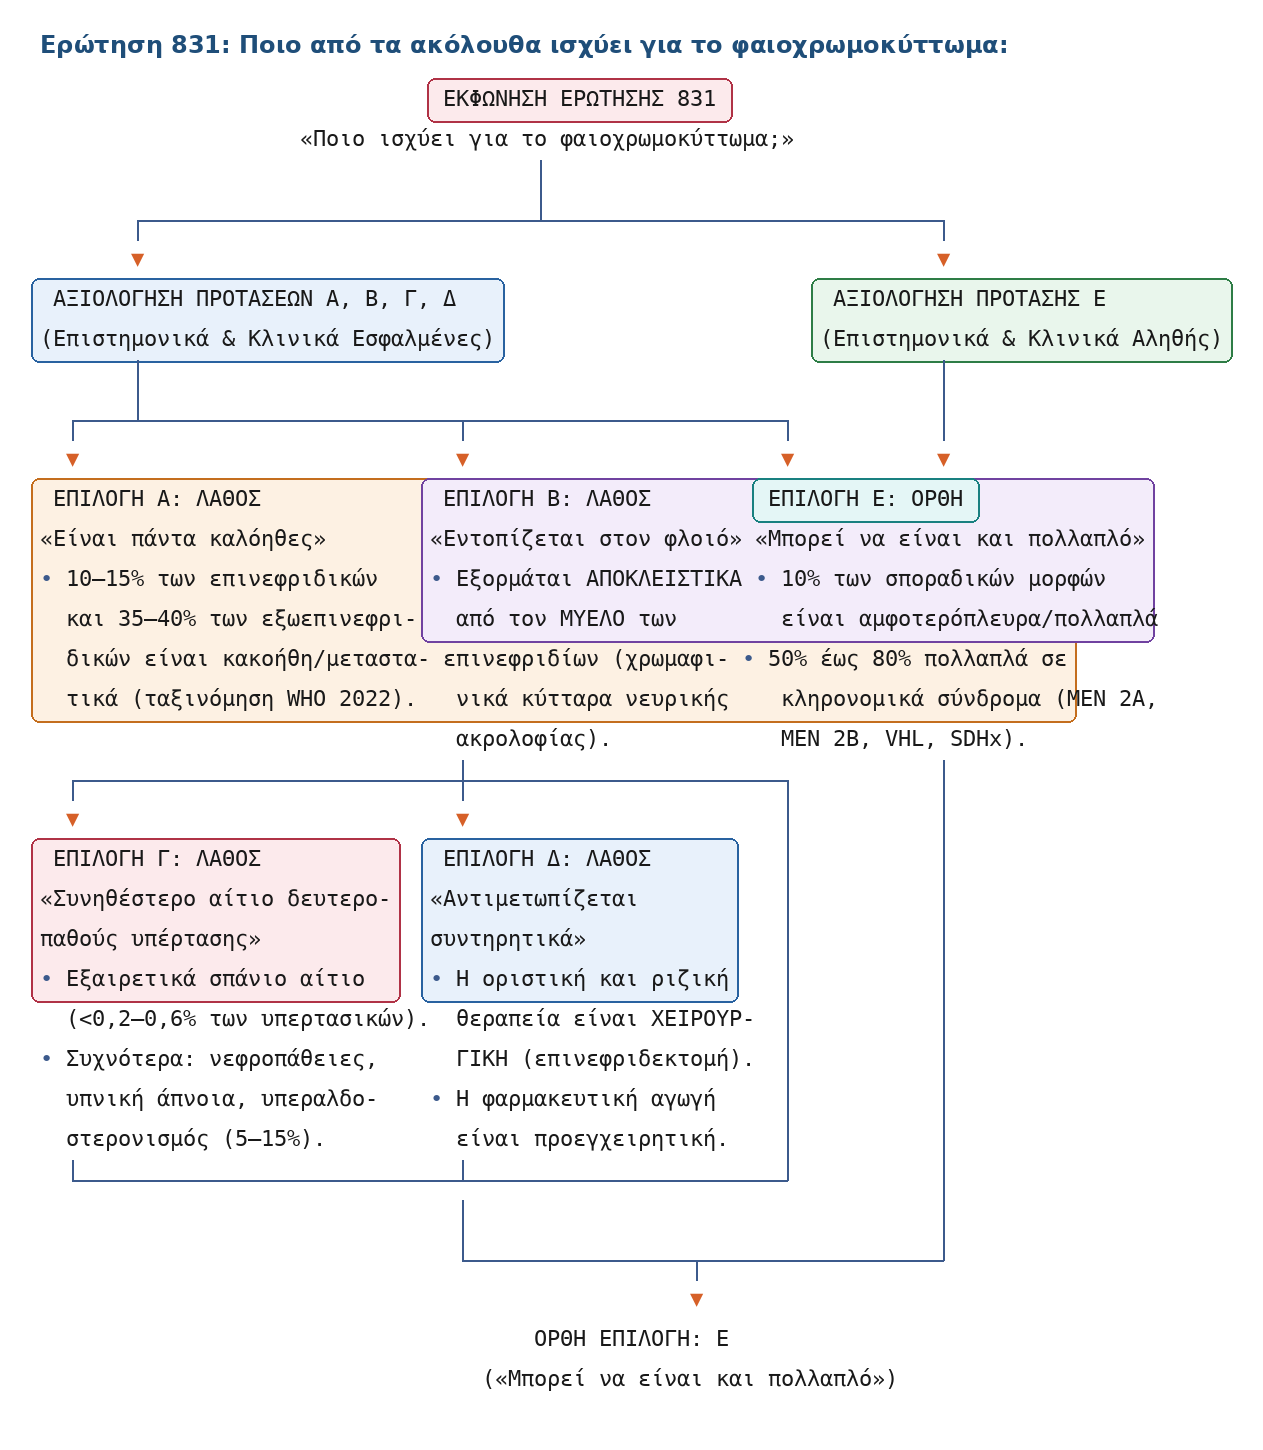 Ερώτηση 831: Ποιο από τα ακόλουθα ισχύει για το φαιοχρωμοκύττωμα:
ΕΚΦΩΝΗΣΗ ΕΡΩΤΗΣΗΣ 831
«Ποιο ισχύει για το φαιοχρωμοκύττωμα;»
ΑΞΙΟΛΟΓΗΣΗ ΠΡΟΤΑΣΕΩΝ Α, Β, Γ, Δ
(Επιστημονικά & Κλινικά Εσφαλμένες)
ΑΞΙΟΛΟΓΗΣΗ ΠΡΟΤΑΣΗΣ Ε
(Επιστημονικά & Κλινικά Αληθής)
ΕΠΙΛΟΓΗ Α: ΛΑΘΟΣ
«Είναι πάντα καλόηθες»
• 10–15% των επινεφριδικών
και 35–40% των εξωεπινεφρι-
δικών είναι κακοήθη/μεταστα-
τικά (ταξινόμηση WHO 2022).
ΕΠΙΛΟΓΗ Β: ΛΑΘΟΣ
«Εντοπίζεται στον φλοιό»
• Εξορμάται ΑΠΟΚΛΕΙΣΤΙΚΑ
από τον ΜΥΕΛΟ των
επινεφριδίων (χρωμαφι-
νικά κύτταρα νευρικής
ακρολοφίας).
ΕΠΙΛΟΓΗ Ε: ΟΡΘΗ
«Μπορεί να είναι και πολλαπλό»
• 10% των σποραδικών μορφών
είναι αμφοτερόπλευρα/πολλαπλά
• 50% έως 80% πολλαπλά σε
κληρονομικά σύνδρομα (MEN 2A,
MEN 2B, VHL, SDHx).
ΕΠΙΛΟΓΗ Γ: ΛΑΘΟΣ
«Συνηθέστερο αίτιο δευτερο-
παθούς υπέρτασης»
• Εξαιρετικά σπάνιο αίτιο
(<0,2–0,6% των υπερτασικών).
• Συχνότερα: νεφροπάθειες,
υπνική άπνοια, υπεραλδο-
στερονισμός (5–15%).
ΕΠΙΛΟΓΗ Δ: ΛΑΘΟΣ
«Αντιμετωπίζεται
συντηρητικά»
• Η οριστική και ριζική
θεραπεία είναι ΧΕΙΡΟΥΡ-
ΓΙΚΗ (επινεφριδεκτομή).
• Η φαρμακευτική αγωγή
είναι προεγχειρητική.
ΟΡΘΗ ΕΠΙΛΟΓΗ: Ε
(«Μπορεί να είναι και πολλαπλό»)